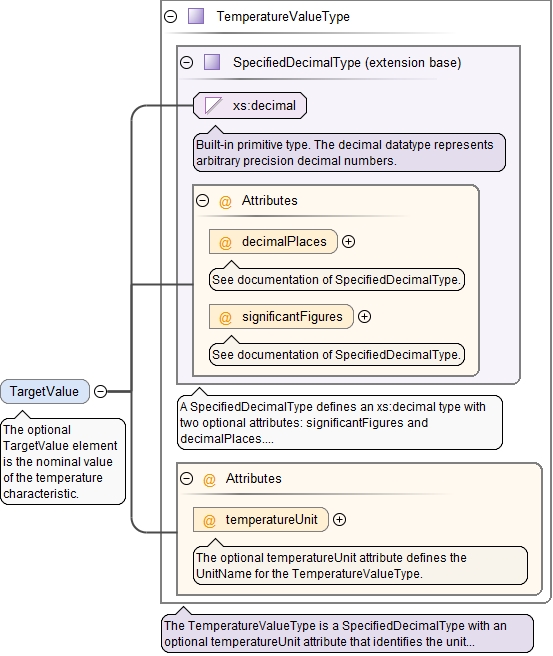 TemperatureValueType
SpecifiedDecimalType (extension base)
xs:decimal
Built-in primitive type. The decimal datatype represents
arbitrary precision decimal numbers.
@ Attributes
@ decimalPlaces
See documentation of SpecifiedDecimalType.
@ significantFigures
See documentation of SpecifiedDecimalType.
TargetValue
The optional
TargetValue element
is the nominal value
of the temperature
characteristic.
A SpecifiedDecimalType defines an xs:decimal type with
two optional attributes: significantFigures and
decimalPlaces....
@ Attributes
@ temperatureUnit
The optional temperatureUnit attribute defines the
UnitName for the TemperatureValueType.
The TemperatureValueType is a SpecifiedDecimalType with an
optional temperatureUnit attribute that identifies the unit...